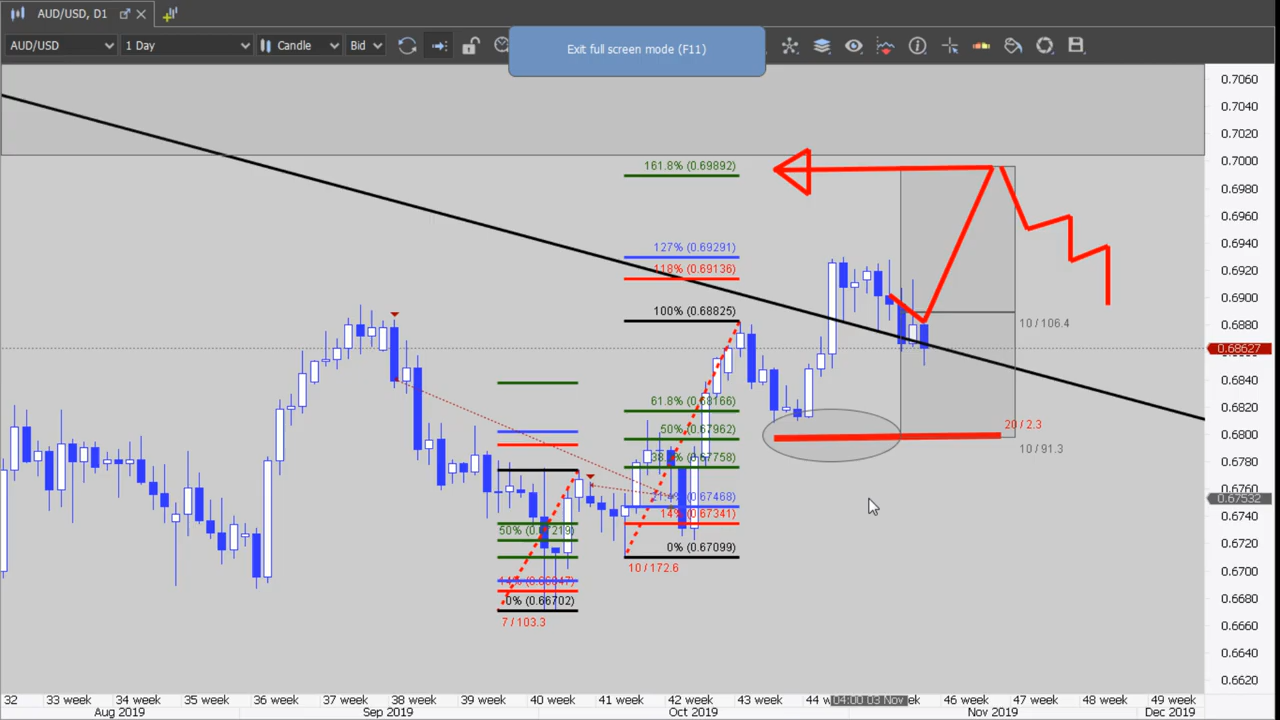 AUD/USD, D1
AUD/USD
1 Day
Candle
Bid
Exit full screen mode (F11)
0.7060
0.7040
0.7020
0.7000
0.6980
0.6960
0.6940
0.6920
0.6900
0.6880
0.68627
0.6840
0.6820
0.6800
0.6780
0.6760
0.67532
0.6740
0.6720
0.6700
0.6680
0.6660
0.6640
0.6620
161.8% (0.69892)
127% (0.69291)
118% (0.69136)
100% (0.68825)
61.8% (0.68166)
50% (0.67962)
(0.67758)
(0.67468)
14% (0.67341)
0% (0.67099)
10 / 172.6
50% (0.67219)
14% (0.66847)
0% (0.66702)
7 / 103.3
10 / 106.4
20 / 2.3
10 / 91.3
32
33 week
34 week
35 week
36 week
37 week
38 week
39 week
40 week
41 week
42 week
43 week
44 w
04:00 03 Nov
ek
46 week
47 week
48 week
49 week
Aug 2019
Sep 2019
Oct 2019
Nov 2019
Dec 2019